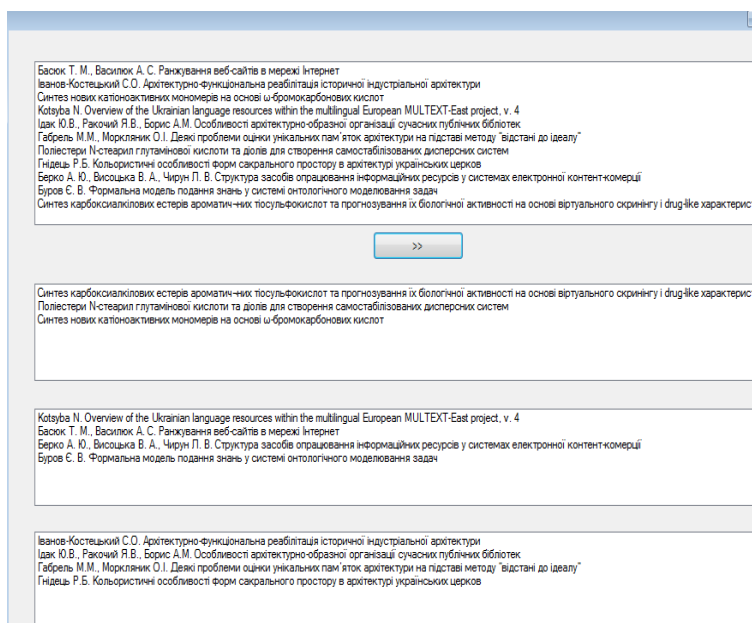 Басюк Т. М., Василюк А. С. Ранжування веб-сайтів в мережі Інтернет
Іванов-Костецький С.О. Архітектурно-функціональна реабілітація історичної індустріальної архітектури
Синтез нових катіоноактивних мономерів на основі ω-бромокарбонових кислот
Kotsyba N. Overview of the Ukrainian language resources within the multilingual European MULTEXT-East project, v. 4
Ідак Ю.В., Ракочий Я.В., Борис А.М. Особливості архітектурно-образної організації сучасних публічних бібліотек
Габрель М.М., Моркляник О.І. Деякі проблеми оцінки унікальних пам'яток архітектури на підставі методу "відстані до ідеалу"
Поліестери N-стеарил глутамінової кислоти та діолів для створення самостабілізованих дисперсних систем
Гнідець Р.Б. Кольористичні особливості форм сакрального простору в архітектурі українських церков
Берко А. Ю., Висоцька В. А., Чирун Л. В. Структура засобів опрацювання інформаційних ресурсів у системах електронної контент-комерції
Буров Є. В. Формальна модель подання знань у системі онтологічного моделювання задач
Синтез карбоксиалкілових естерів ароматич¬них тіосульфокислот та прогнозування їх біологічної активності на основі віртуального скринінгу і drug-like характерис
>>
Синтез карбоксиалкілових естерів ароматич¬них тіосульфокислот та прогнозування їх біологічної активності на основі віртуального скринінгу і drug-like характерис
Поліестери N-стеарил глутамінової кислоти та діолів для створення самостабілізованих дисперсних систем
Синтез нових катіоноактивних мономерів на основі ω-бромокарбонових кислот
Kotsyba N. Overview of the Ukrainian language resources within the multilingual European MULTEXT-East project, v. 4
Басюк Т. М., Василюк А. С. Ранжування веб-сайтів в мережі Інтернет
Берко А. Ю., Висоцька В. А., Чирун Л. В. Структура засобів опрацювання інформаційних ресурсів у системах електронної контент-комерції
Буров Є. В. Формальна модель подання знань у системі онтологічного моделювання задач
Іванов-Костецький С.О. Архітектурно-функціональна реабілітація історичної індустріальної архітектури
Ідак Ю.В., Ракочий Я.В., Борис А.М. Особливості архітектурно-образної організації сучасних публічних бібліотек
Габрель М.М., Моркляник О.І. Деякі проблеми оцінки унікальних пам'яток архітектури на підставі методу "відстані до ідеалу"
Гнідець Р.Б. Кольористичні особливості форм сакрального простору в архітектурі українських церков